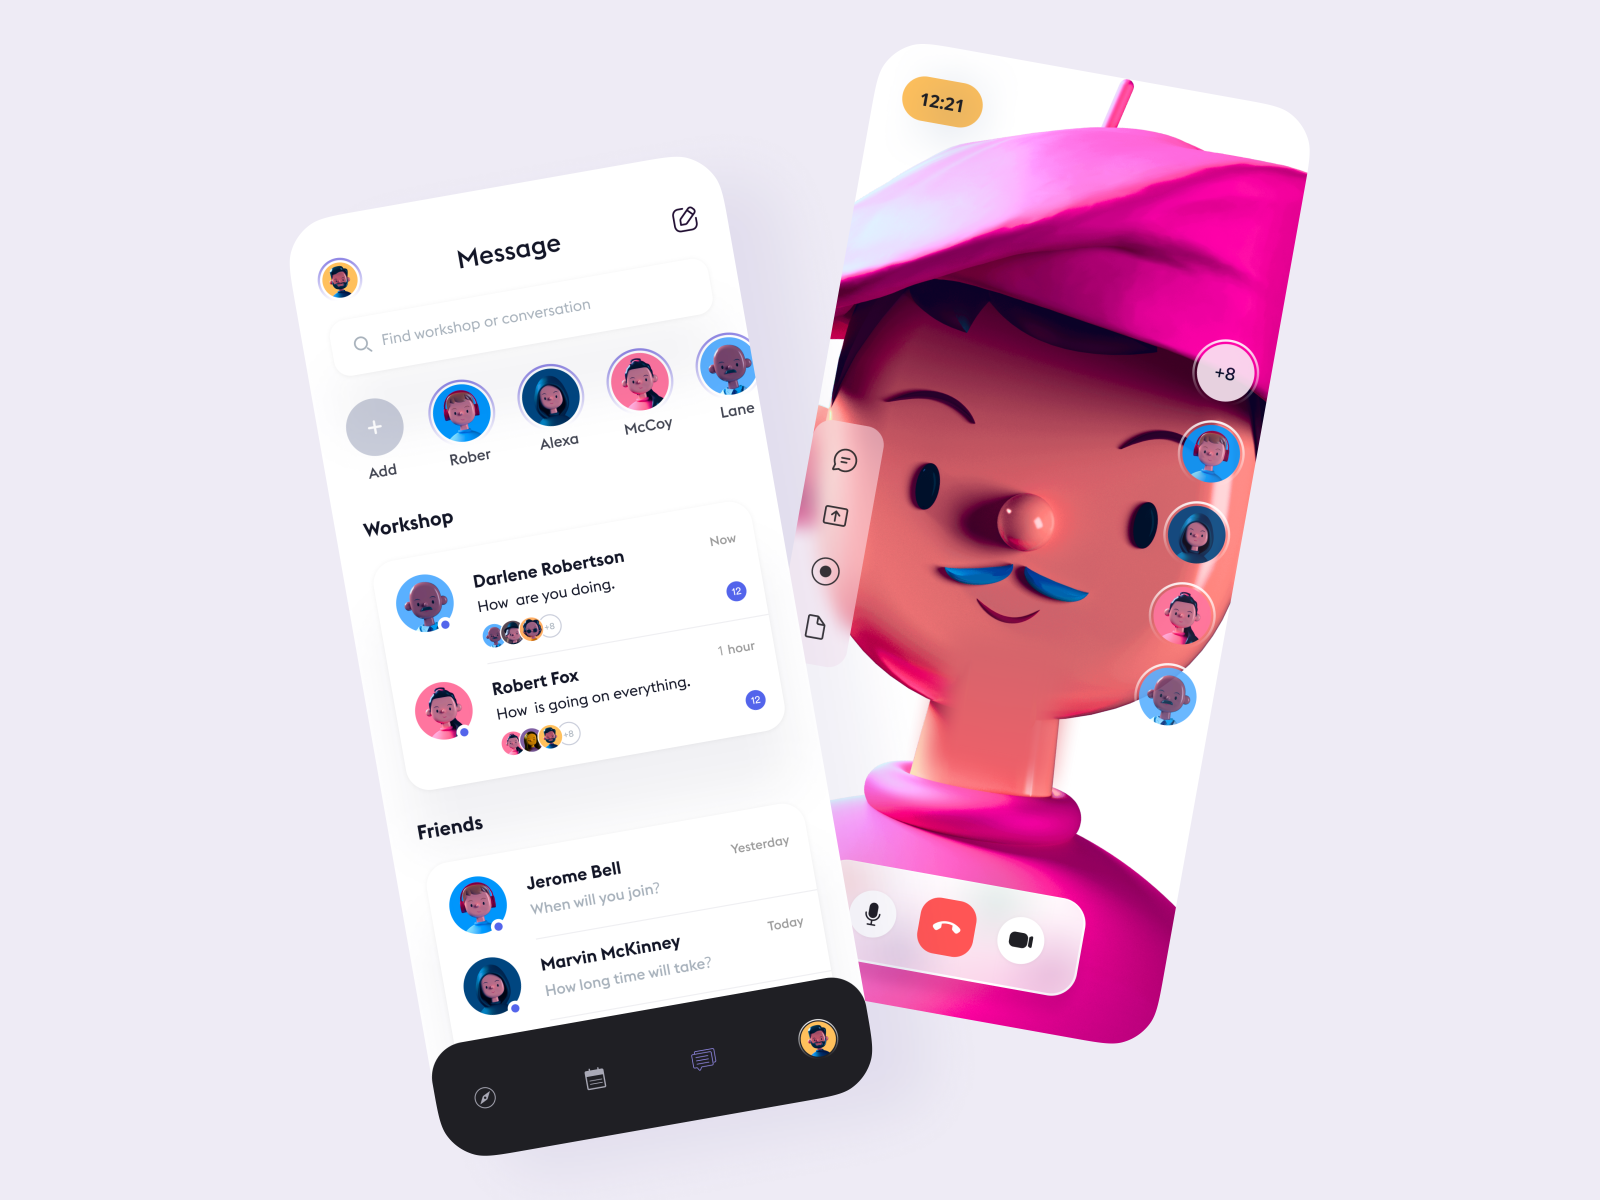 Message
Find workshop or conversation
Add
Rober
Alexa
McCoy
Lane
Workshop
Darlene Robertson
Now
How are you doing.
12
+8
Robert Fox
1 hour
How is going on everything.
12
+8
Friends
Jerome Bell
Yesterday
When will you join?
Marvin McKinney
Today
How long time will take?
12:21
+8